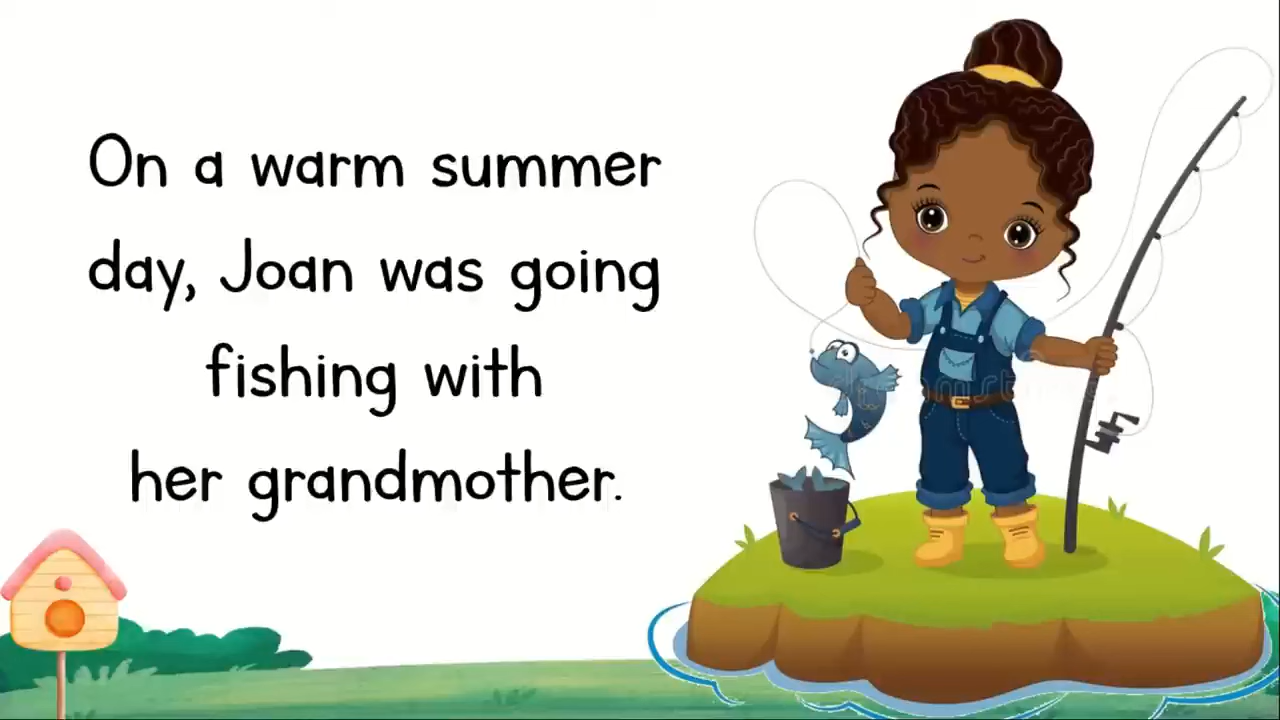 On a warm summer
day, Joan was going
fishing with
her grandmother.